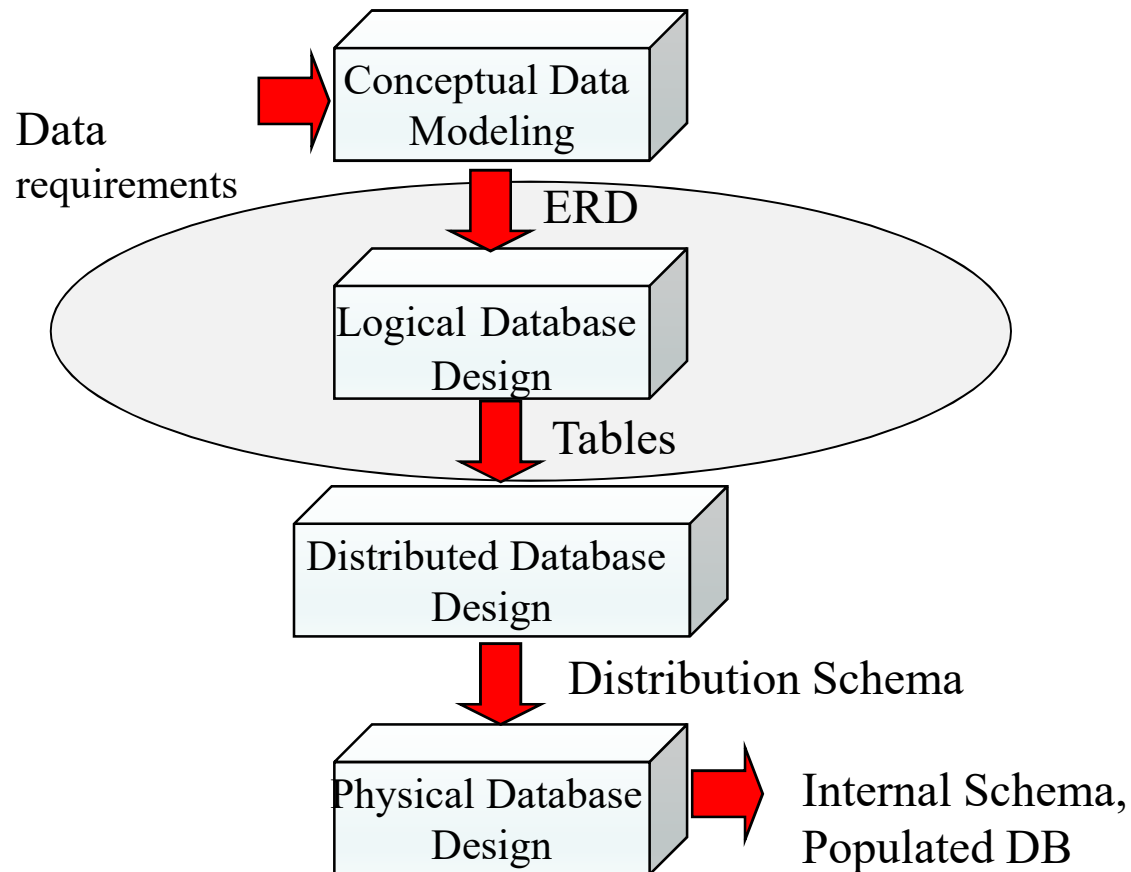 Conceptual Data
Modeling
Data
requirements
ERD
Logical Database
Design
Tables
Distributed Database
Design
Distribution Schema
Physical Database
Design
Internal Schema,
Populated DB